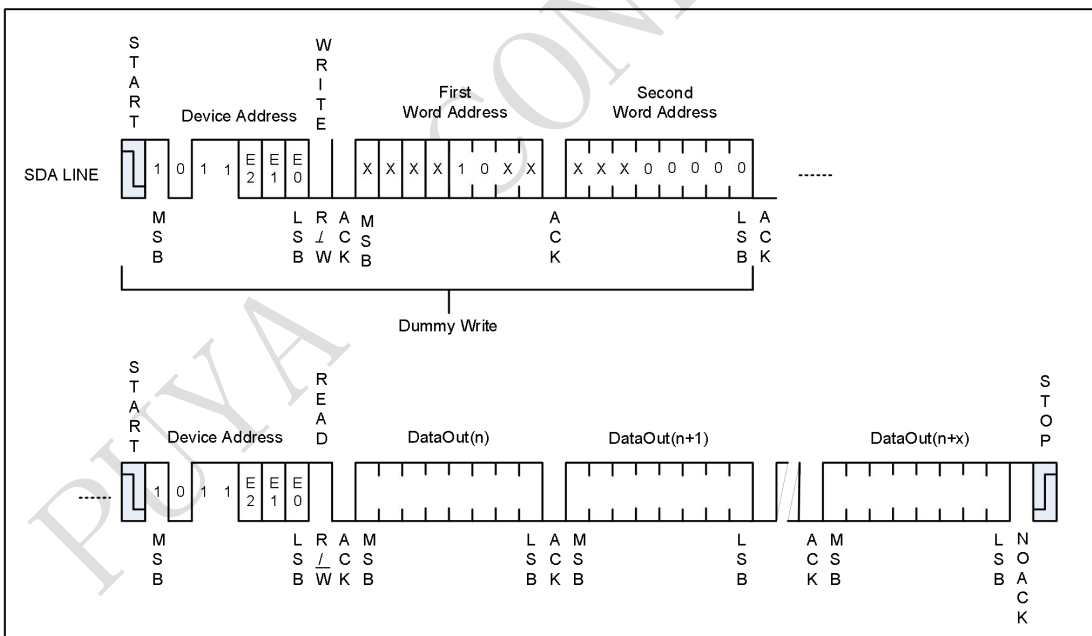 START
WRITE
Device Address
First
Word Address
Second
Word Address
SDA LINE
1 0 1 1 E2 E1 E0 X X X X 1 0 X X X X X 0 0 0 0 0 ......
MSB LSB R/W ACK MSB ACK LSB ACK
Dummy Write
START
READ
STOP
Device Address
DataOut(n)
DataOut(n+1)
DataOut(n+x)
...... 1 0 1 1 E2 E1 E0
MSB LSB R/W ACK MSB LSB ACK MSB LSB ACK MSB LSB NOACK
PUYA